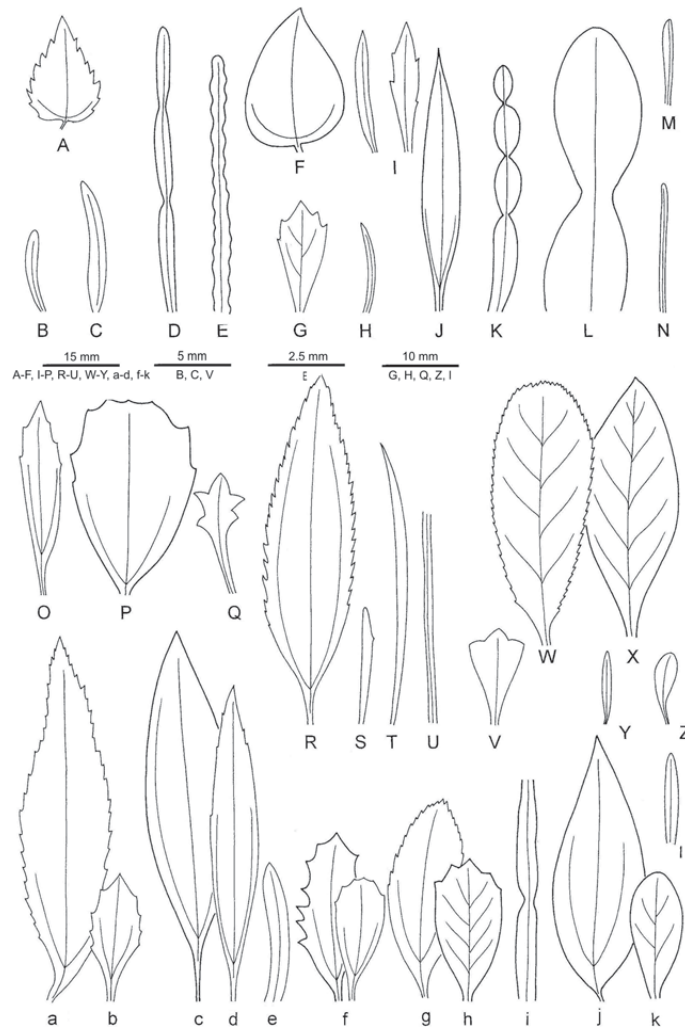 A
B
C
D
E
F
I
G
H
J
K
L
M
N
15 mm
5 mm
2.5 mm
10 mm
A-F, I-P, R-U, W-Y, a-d, f-k
B, C, V
E
G, H, Q, Z, I
O
P
Q
R
S
T
U
V
W
X
Y
Z
l
a
b
c
d
e
f
g
h
i
j
k